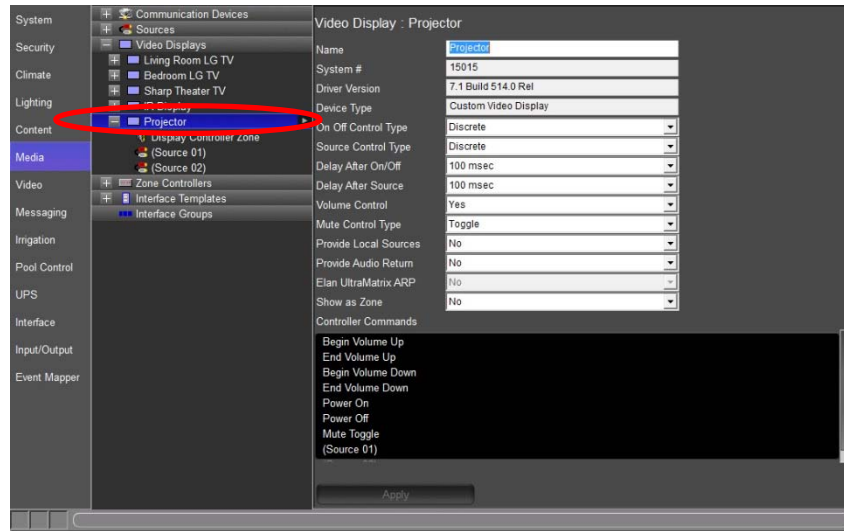 System
Security
Climate
Lighting
Content
Media
Video
Messaging
Irrigation
Pool Control
UPS
Interface
Input/Output
Event Mapper
Communication Devices
Sources
Video Displays
Living Room LG TV
Bedroom LG TV
Sharp Theater TV
IR Display
Projector
Display Controller Zone
(Source 01)
(Source 02)
Zone Controllers
Interface Templates
Interface Groups
Video Display : Projector
Name Projector
System # 15015
Driver Version 7.1 Build 514.0 Rel
Device Type Custom Video Display
On Off Control Type Discrete
Source Control Type Discrete
Delay After On/Off 100 msec
Delay After Source 100 msec
Volume Control Yes
Mute Control Type Toggle
Provide Local Sources No
Provide Audio Return No
Elan UltraMatrix ARP No
Show as Zone No
Controller Commands
Begin Volume Up
End Volume Up
Begin Volume Down
End Volume Down
Power On
Power Off
Mute Toggle
(Source 01)
Apply